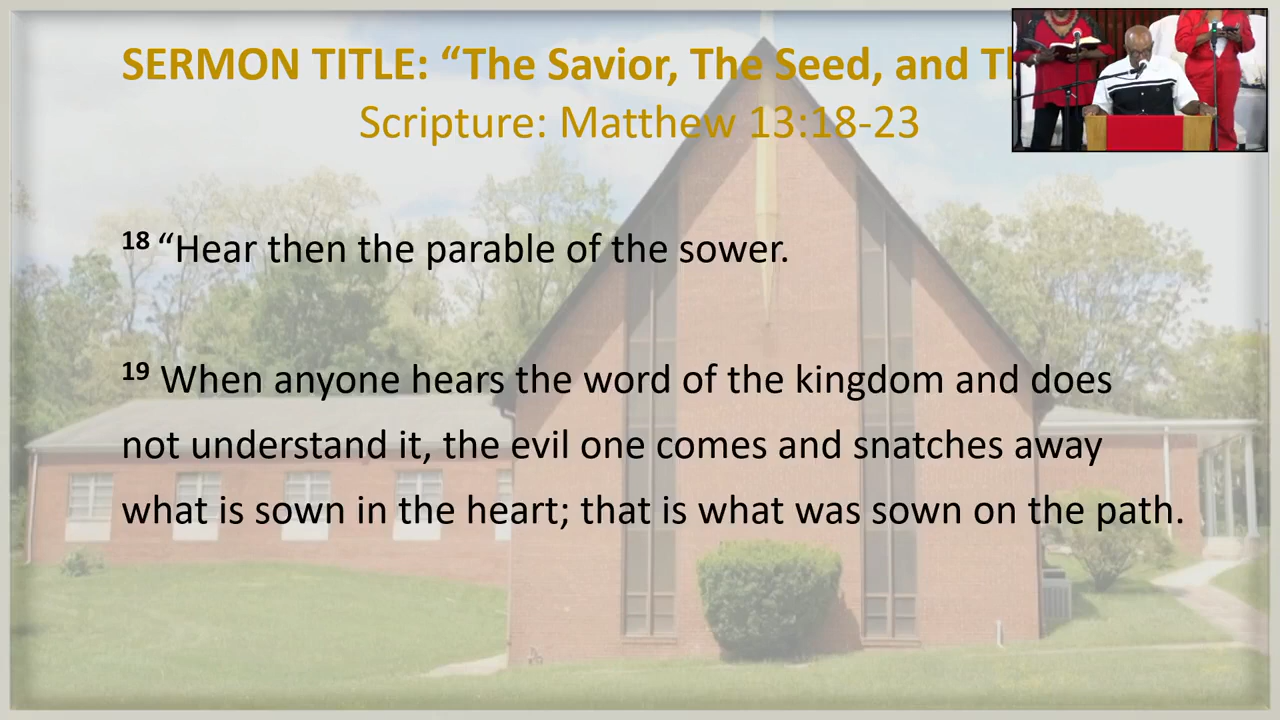 SERMON TITLE: “The Savior, The Seed, and
Scripture: Matthew 13:18-23
18 “Hear then the parable of the sower.
19 When anyone hears the word of the kingdom and does
not understand it, the evil one comes and snatches away
what is sown in the heart; that is what was sown on the path.